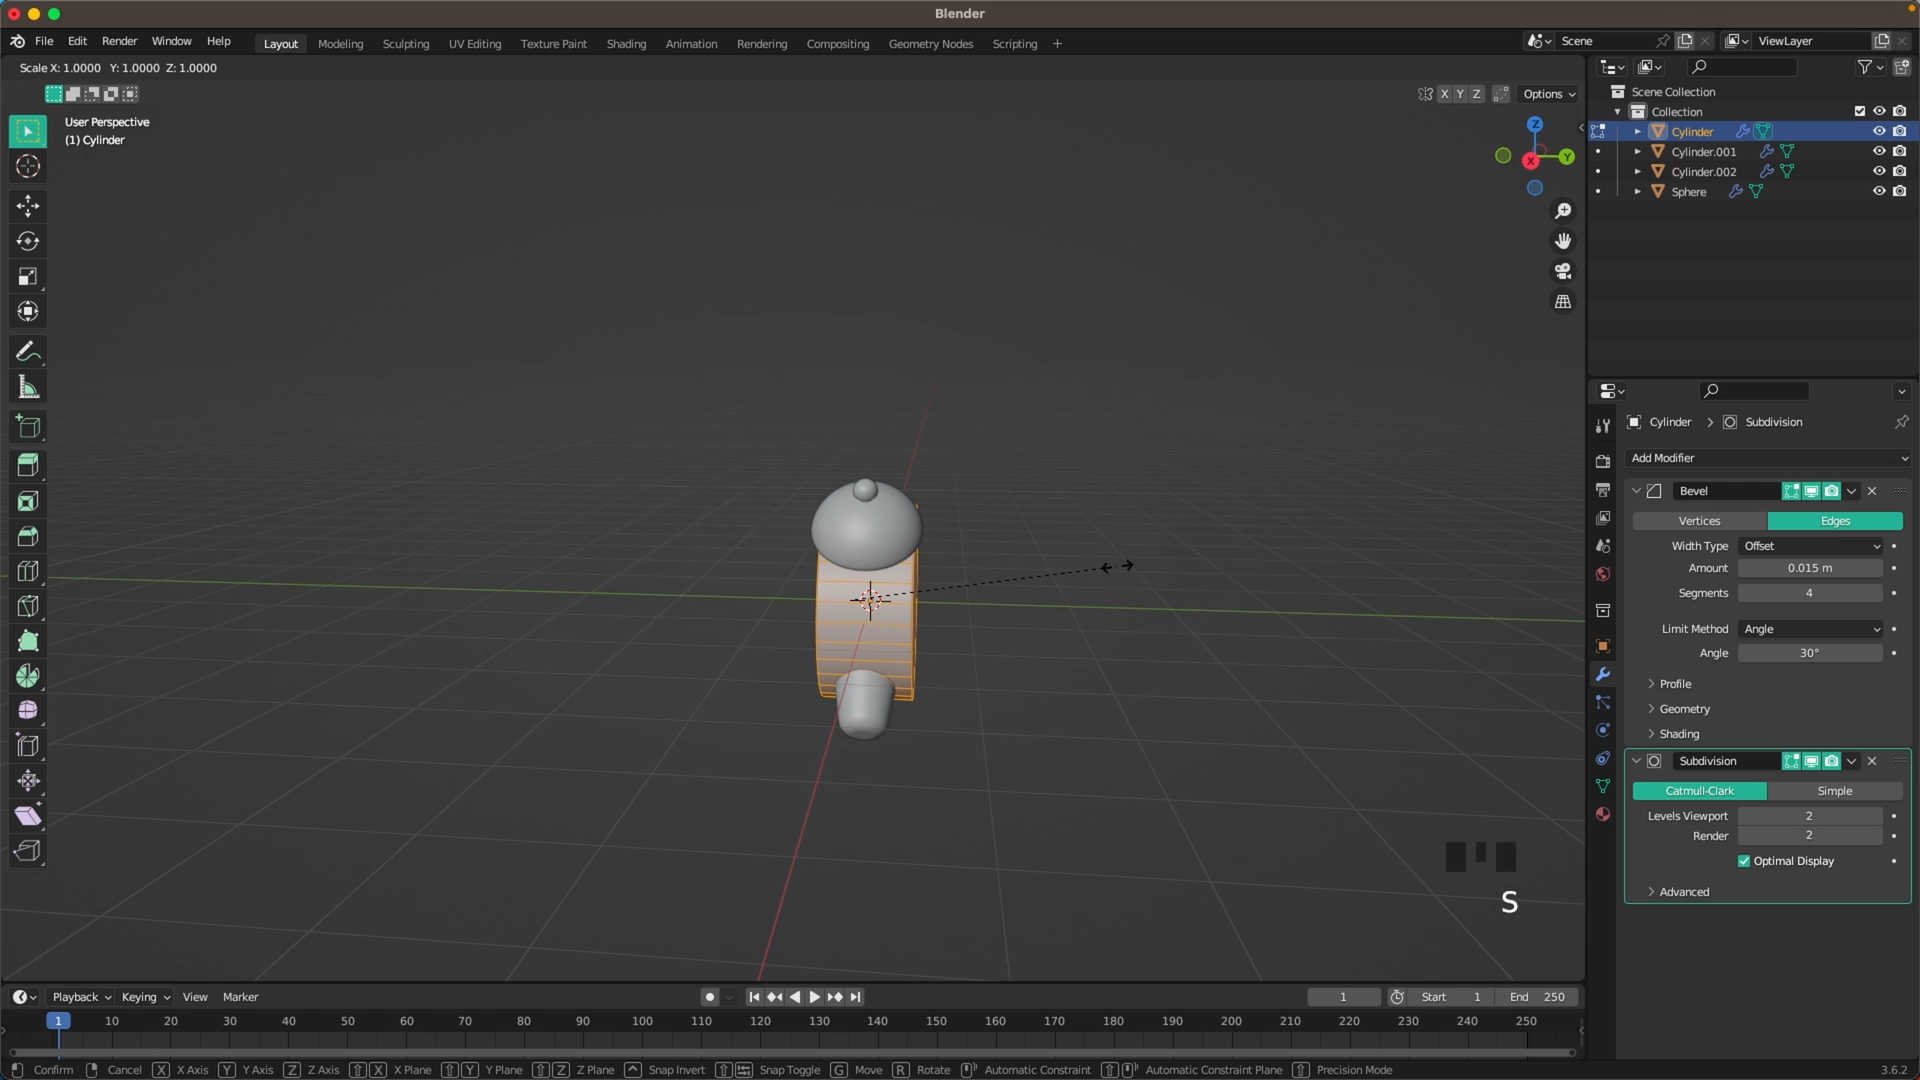 Blender
File Edit Render Window Help Layout Modeling Sculpting UV Editing Texture Paint Shading Animation Rendering Compositing Geometry Nodes Scripting + Scene ViewLayer
Scale X: 1.0000 Y: 1.0000 Z: 1.0000
X Y Z Options
User Perspective
(1) Cylinder
Z
Y
X
Scene Collection
Collection
Cylinder
Cylinder.001
Cylinder.002
Sphere
Cylinder > Subdivision
Add Modifier
Bevel
Vertices Edges
Width Type Offset
Amount 0.015 m
Segments 4
Limit Method Angle
Angle 30°
Profile
Geometry
Shading
Subdivision
Catmull-Clark Simple
Levels Viewport 2
Render 2
Optimal Display
Advanced
S
Playback Keying View Marker 1 Start 1 End 250
1 10 20 30 40 50 60 70 80 90 100 110 120 130 140 150 160 170 180 190 200 210 220 230 240 250
Confirm Cancel X X Axis Y Y Axis Z Z Axis X X Plane Y Y Plane Z Z Plane Snap Invert Snap Toggle G Move R Rotate Automatic Constraint Automatic Constraint Plane Precision Mode 3.6.2